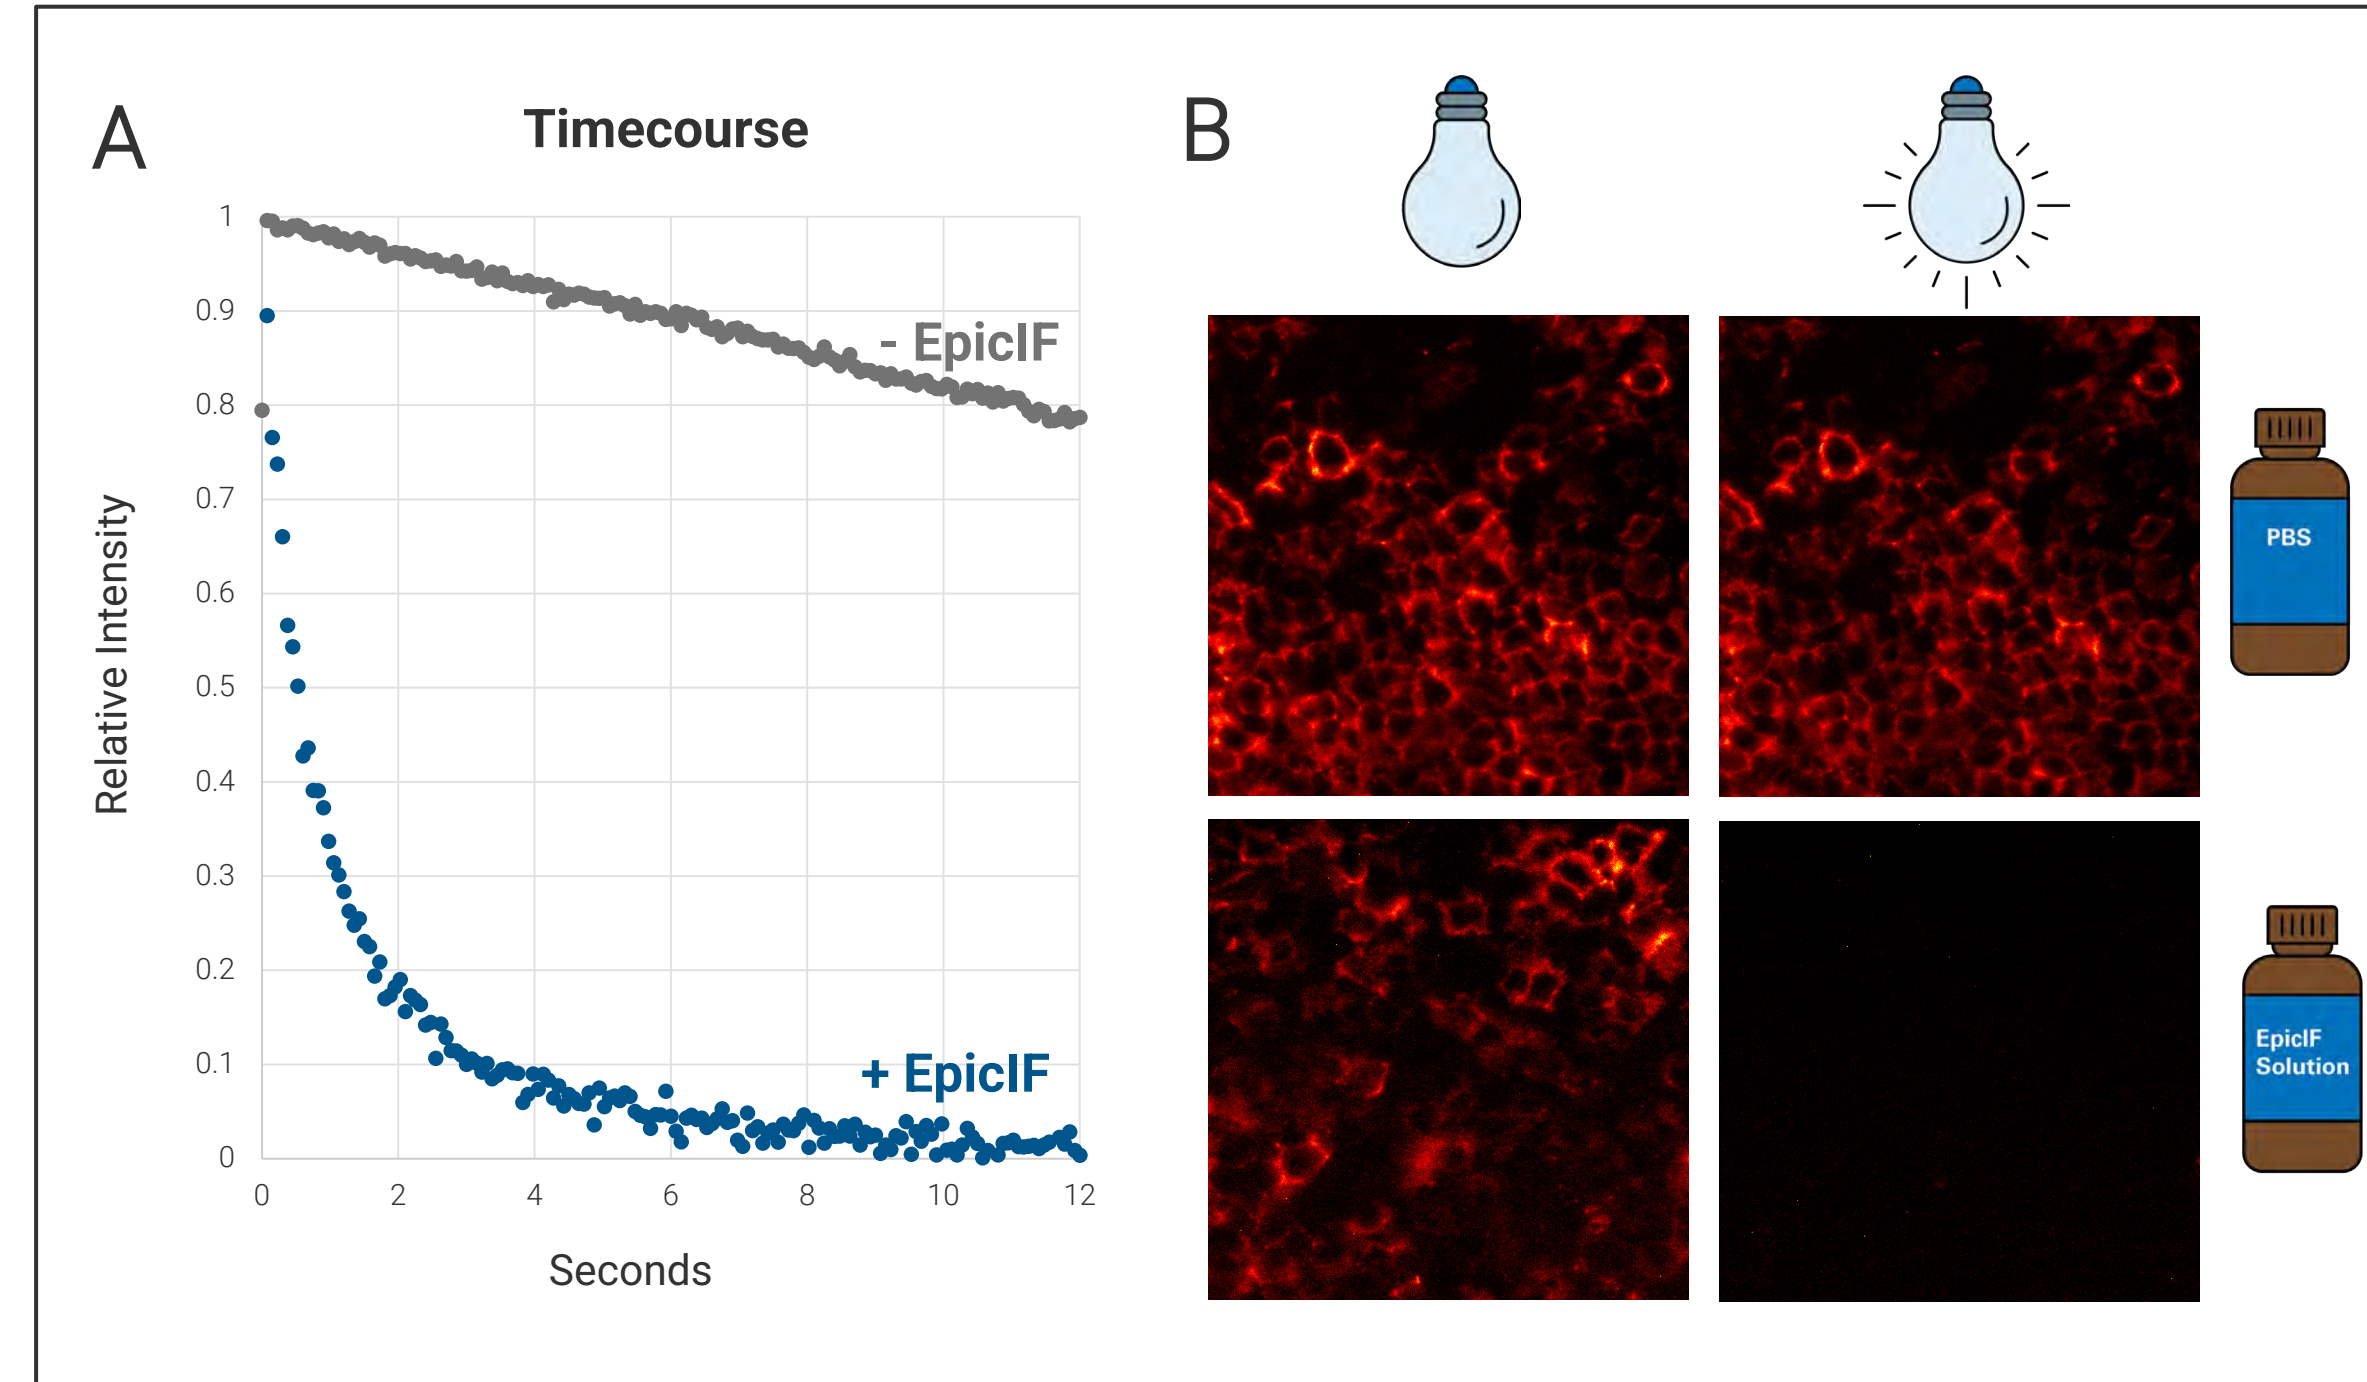 A
Timecourse
B
Relative Intensity
1
0.9
0.8
0.7
0.6
0.5
0.4
0.3
0.2
0.1
0
- EpicIF
+ EpicIF
0 2 4 6 8 10 12
Seconds
PBS
EpicIF
Solution